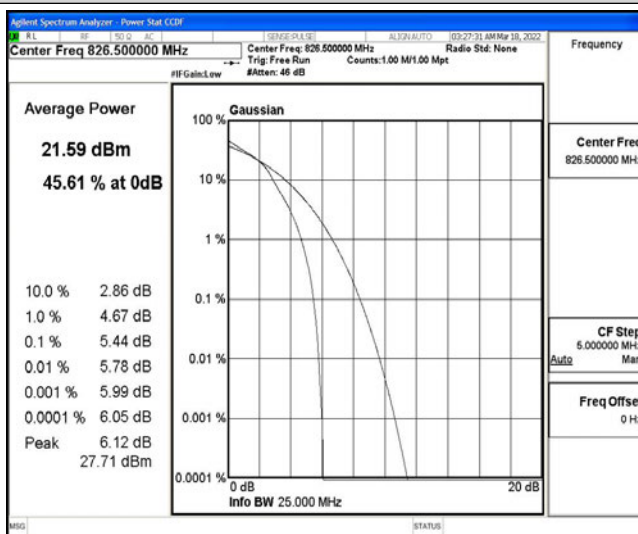 Agilent Spectrum Analyzer - Power Stat CCDF
RL RF 50 Ω AC SENSE:PULSE ALIGN AUTO 03:27:31 AM Mar 18, 2022
Center Freq 826.500000 MHz
Center Freq: 826.500000 MHz Radio Std: None
Trig: Free Run Counts:1.00 M/1.00 Mpt
#IFGain:Low #Atten: 46 dB
Frequency
Average Power
21.59 dBm
45.61 % at 0dB
10.0 % 2.86 dB
1.0 % 4.67 dB
0.1 % 5.44 dB
0.01 % 5.78 dB
0.001 % 5.99 dB
0.0001 % 6.05 dB
Peak 6.12 dB
27.71 dBm
Gaussian
100 %
10 %
1 %
0.1 %
0.01 %
0.001 %
0.0001 %
0 dB 20 dB
Info BW 25.000 MHz
Center Freq
826.500000 MHz
CF Step
5.000000 MHz
Auto Man
Freq Offse
0 Hz
MSG STATUS